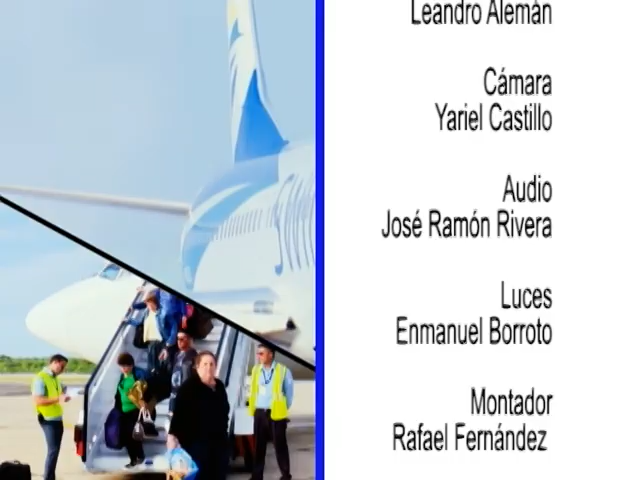 Leandro Alemán
Cámara
Yariel Castillo
Audio
José Ramón Rivera
Luces
Enmanuel Borroto
Montador
Rafael Fernández